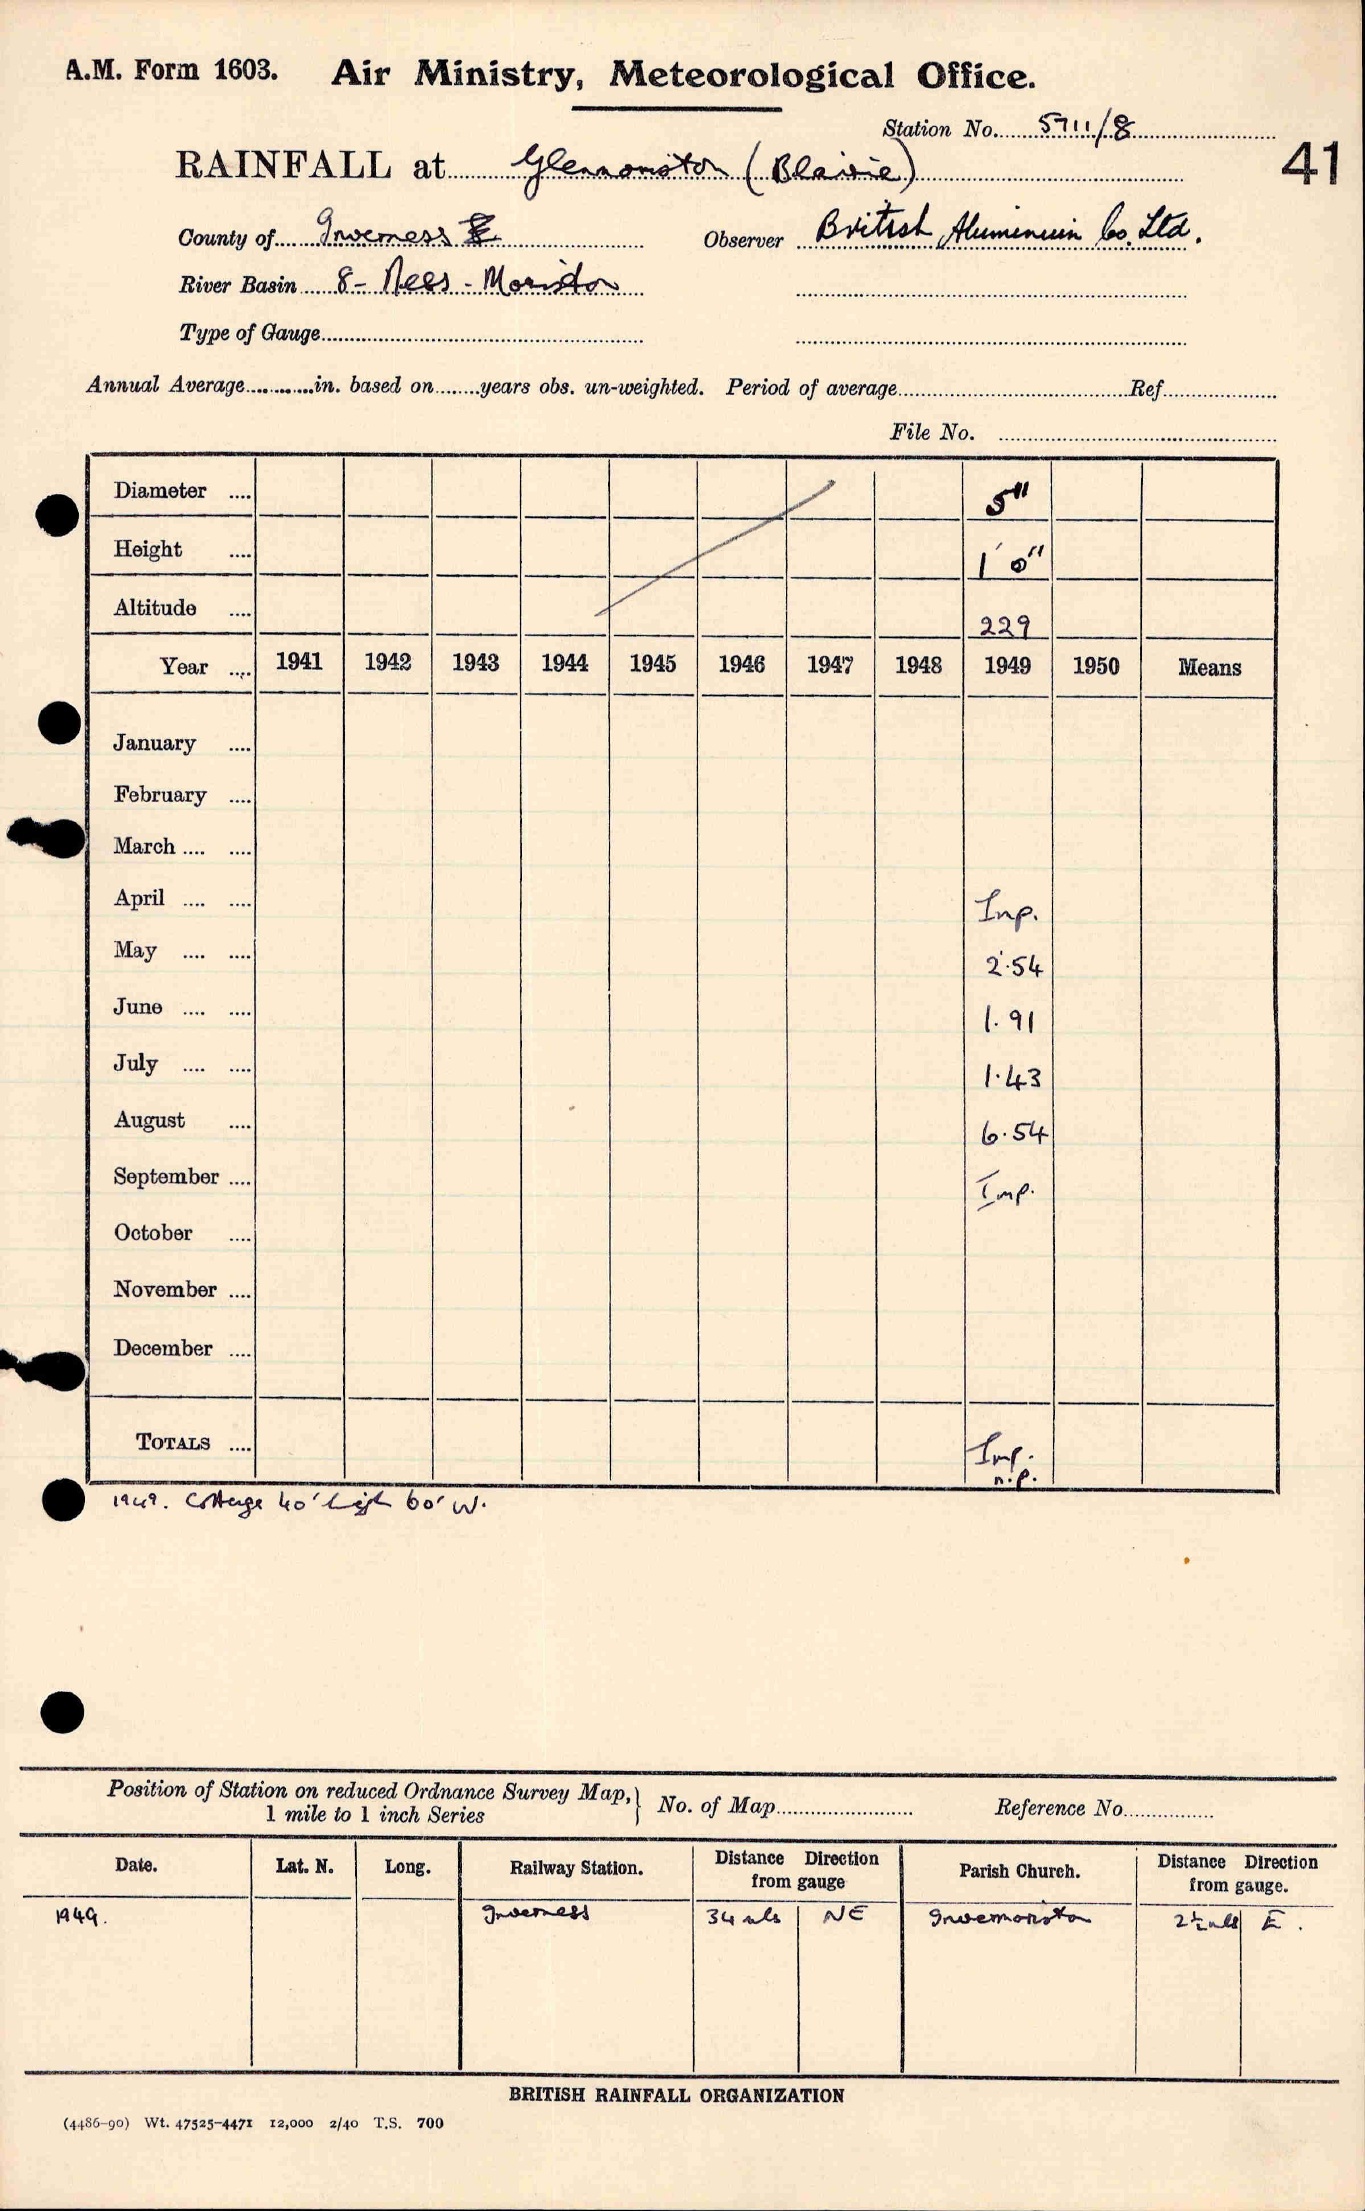 A.M. Form 1603. Air Ministry, Meteorological Office.
Station No. 5711/8
41
RAINFALL at Glenmoriston (Blairie)
County of Inverness
Observer British Aluminium Co. Ltd.
River Basin 8 - Ness - Moriston
Type of Gauge
Annual Average in. based on years obs. un-weighted. Period of average Ref.
File No.
Diameter .... 5"
Height .... 1' 0"
Altitude .... 229
Year .... 1941 1942 1943 1944 1945 1946 1947 1948 1949 1950 Means
January ....
February ....
March .... ....
April .... .... Imp.
May .... .... 2.54
June .... .... 1.91
July .... .... 1.43
August .... 6.54
September .... Imp.
October ....
November ....
December ....
TOTALS .... Imp.
n.p.
1949. Cottage 40' high 60' W.
Position of Station on reduced Ordnance Survey Map, 1 mile to 1 inch Series } No. of Map Reference No.
Date. Lat. N. Long. Railway Station. Distance Direction from gauge Parish Church. Distance Direction from gauge.
1949. Inverness 34 mls NE Invermoriston 2½ mls E.
BRITISH RAINFALL ORGANIZATION
(4486-90) Wt. 47525-4471 12,000 2/40 T.S. 700